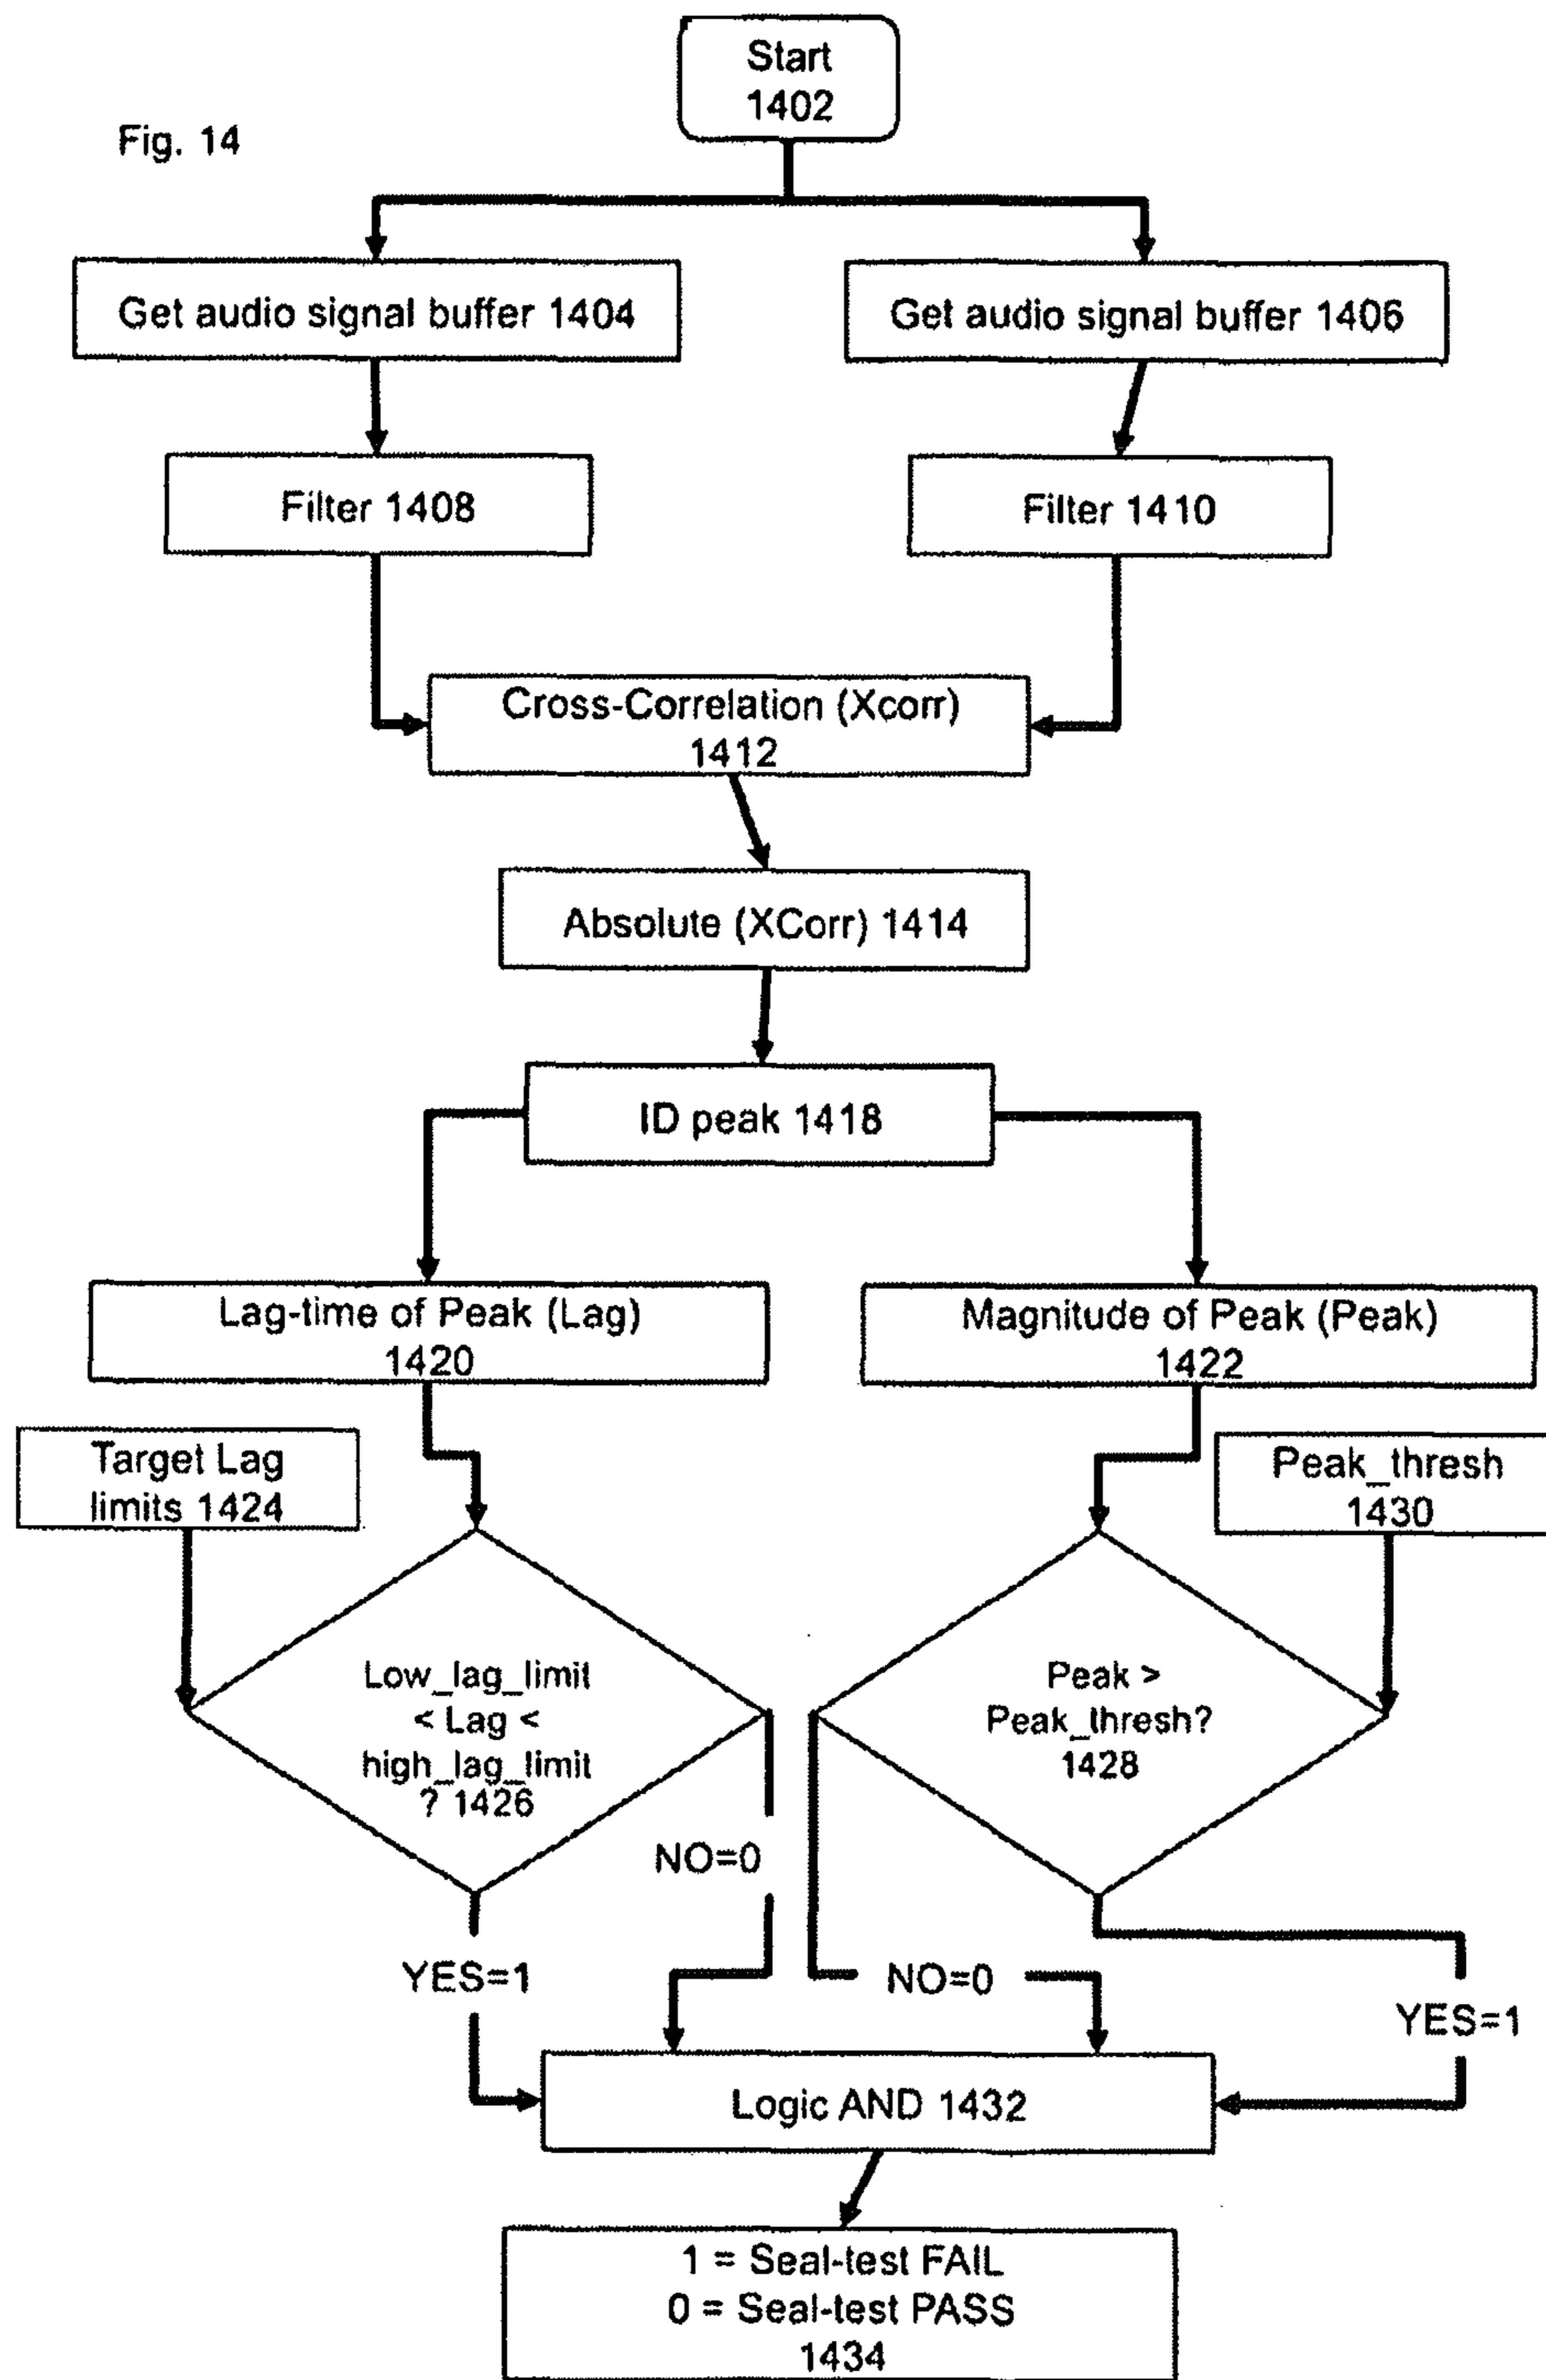 Start
1402
Fig. 14
Get audio signal buffer 1404
Get audio signal buffer 1406
Filter 1408
Filter 1410
Cross-Correlation (Xcorr)
1412
Absolute (XCorr) 1414
ID peak 1418
Lag-time of Peak (Lag)
1420
Magnitude of Peak (Peak)
1422
Target Lag
limits 1424
Peak_thresh
1430
Low_lag_limit
< Lag <
high_lag_limit
? 1426
Peak >
Peak_thresh?
1428
NO=0
YES=1
NO=0
YES=1
Logic AND 1432
1 = Seal-test FAIL
0 = Seal-test PASS
1434